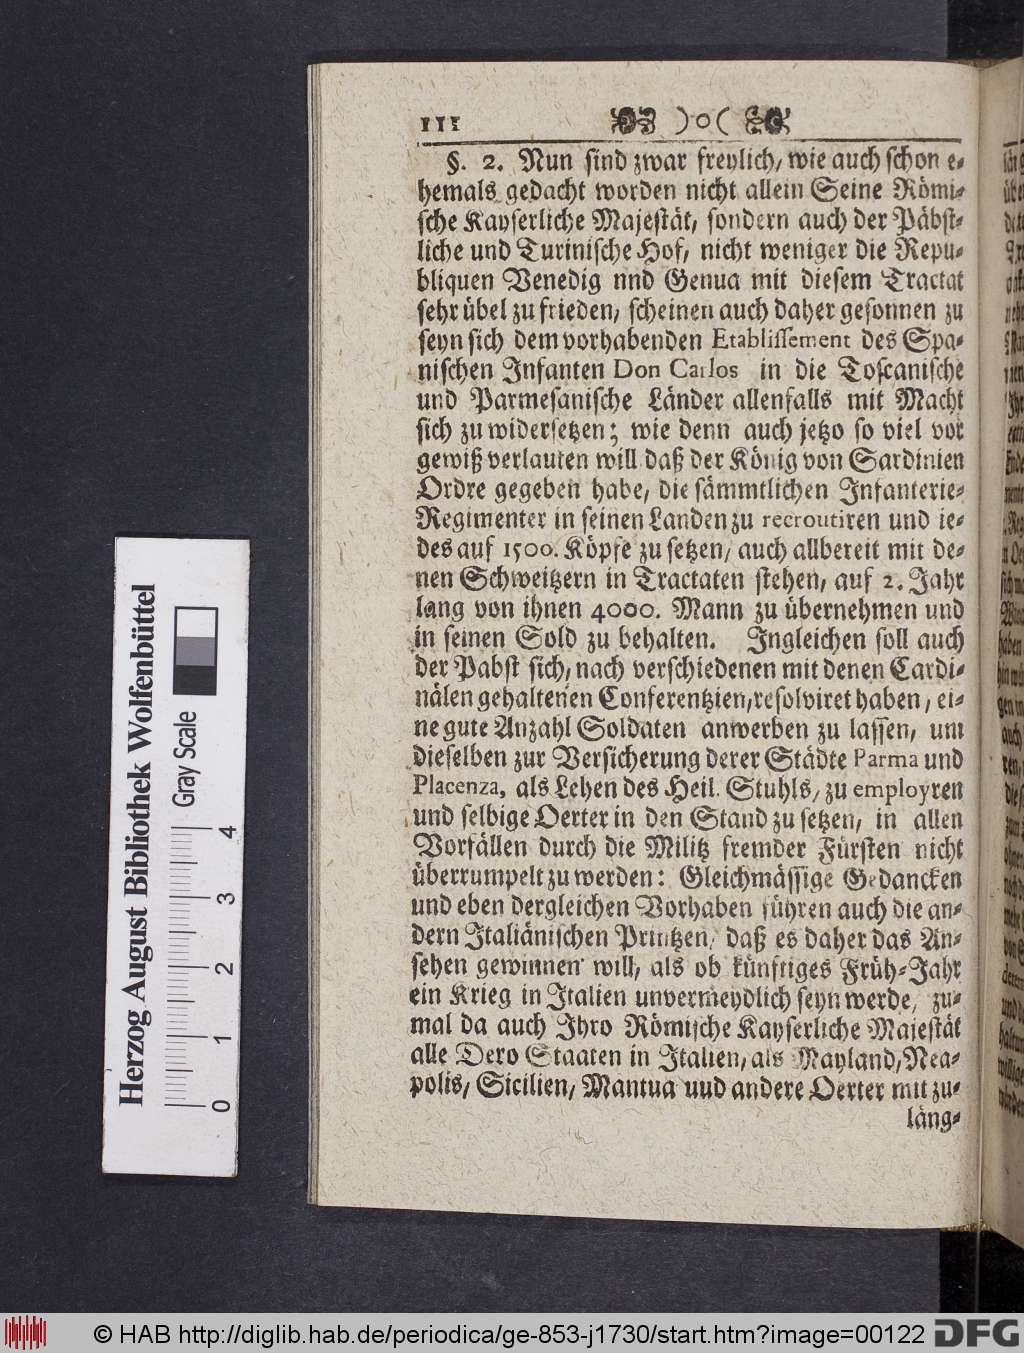 111 )o(
§. 2. Nun sind zwar freylich, wie auch schon e-
hemals gedacht worden nicht allein Seine Römi-
sche Kayserliche Majestät, sondern auch der Päbst-
liche und Turinische Hof, nicht weniger die Repu-
bliquen Venedig nnd Genua mit diesem Tractat
sehr übel zu frieden, scheinen auch daher gesonnen zu
seyn sich dem vorhabenden Etablissement des Spa-
nischen Infanten Don Carlos in die Toscanische
und Parmesanische Länder allenfalls mit Macht
sich zu widersetzen; wie denn auch jetzo so viel vor
gewiß verlauten will daß der König von Sardinien
Ordre gegeben habe, die sämmtlichen Infanterie-
Regimenter in seinen Landen zu recroutiren und ie-
des auf 1500. Köpfe zu setzen, auch allbereit mit de-
nen Schweitzern in Tractaten stehen, auf 2. Jahr
lang von ihnen 4000. Mann zu übernehmen und
in seinen Sold zu behalten. Ingleichen soll auch
der Pabst sich, nach verschiedenen mit denen Cardi-
nälen gehaltenen Conferentzien, resolviret haben, ei-
ne gute Anzahl Soldaten anwerben zu lassen, um
dieselben zur Versicherung derer Städte Parma und
Placenza, als Lehen des Heil. Stuhls, zu employren
und selbige Oerter in den Stand zu setzen, in allen
Vorfällen durch die Militz fremder Fürsten nicht
überrumpelt zu werden: Gleichmässige Gedancken
und eben dergleichen Vorhaben führen auch die an-
dern Italiänischen Printzen, daß es daher das An-
sehen gewinnen will, als ob künftiges Früh-Jahr
ein Krieg in Italien unvermeydlich seyn werde, zu-
mal da auch Ihro Römische Kayserliche Majestät
alle Dero Staaten in Italien, als Mayland, Nea-
polis, Sicilien, Mantua uud andere Oerter mit zu-
läng-
Herzog August Bibliothek Wolfenbüttel
Gray Scale
0 1 2 3 4
© HAB http://diglib.hab.de/periodica/ge-853-j1730/start.htm?image=00122 DFG